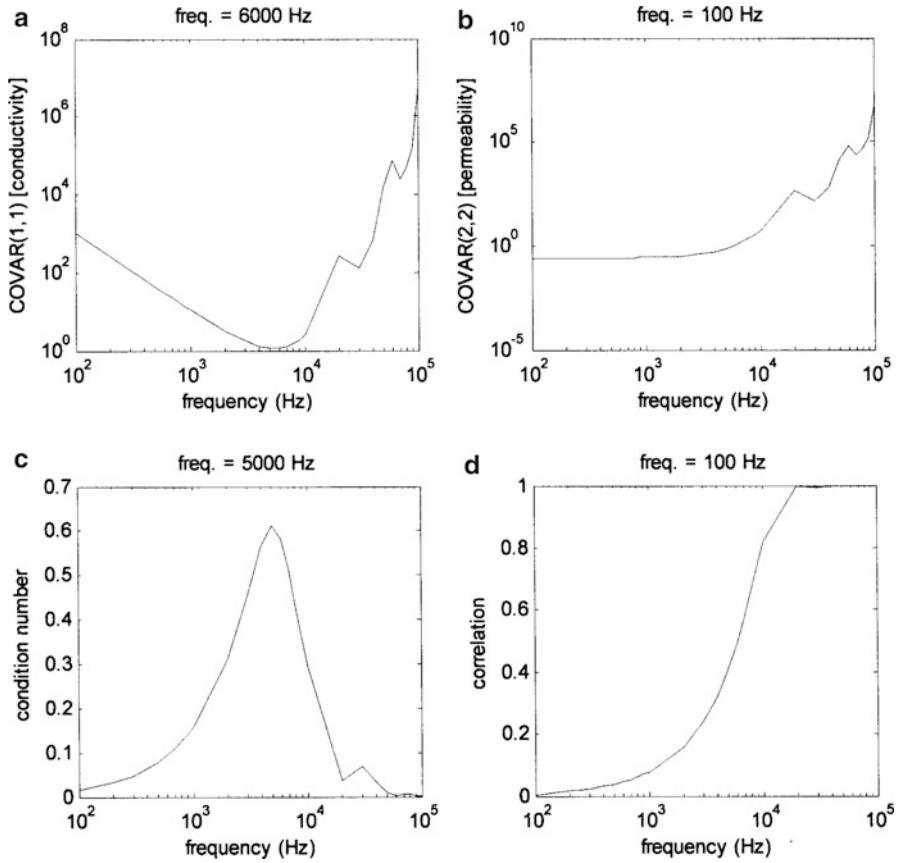 a
freq. = 6000 Hz
COVAR(1,1) [conductivity]
10^8
10^6
10^4
10^2
10^0
10^2 10^3 10^4 10^5
frequency (Hz)
b
freq. = 100 Hz
COVAR(2,2) [permeability]
10^10
10^5
10^0
10^-5
10^2 10^3 10^4 10^5
frequency (Hz)
c
freq. = 5000 Hz
condition number
0.7
0.6
0.5
0.4
0.3
0.2
0.1
0
10^2 10^3 10^4 10^5
frequency (Hz)
d
freq. = 100 Hz
correlation
1
0.8
0.6
0.4
0.2
0
10^2 10^3 10^4 10^5
frequency (Hz)